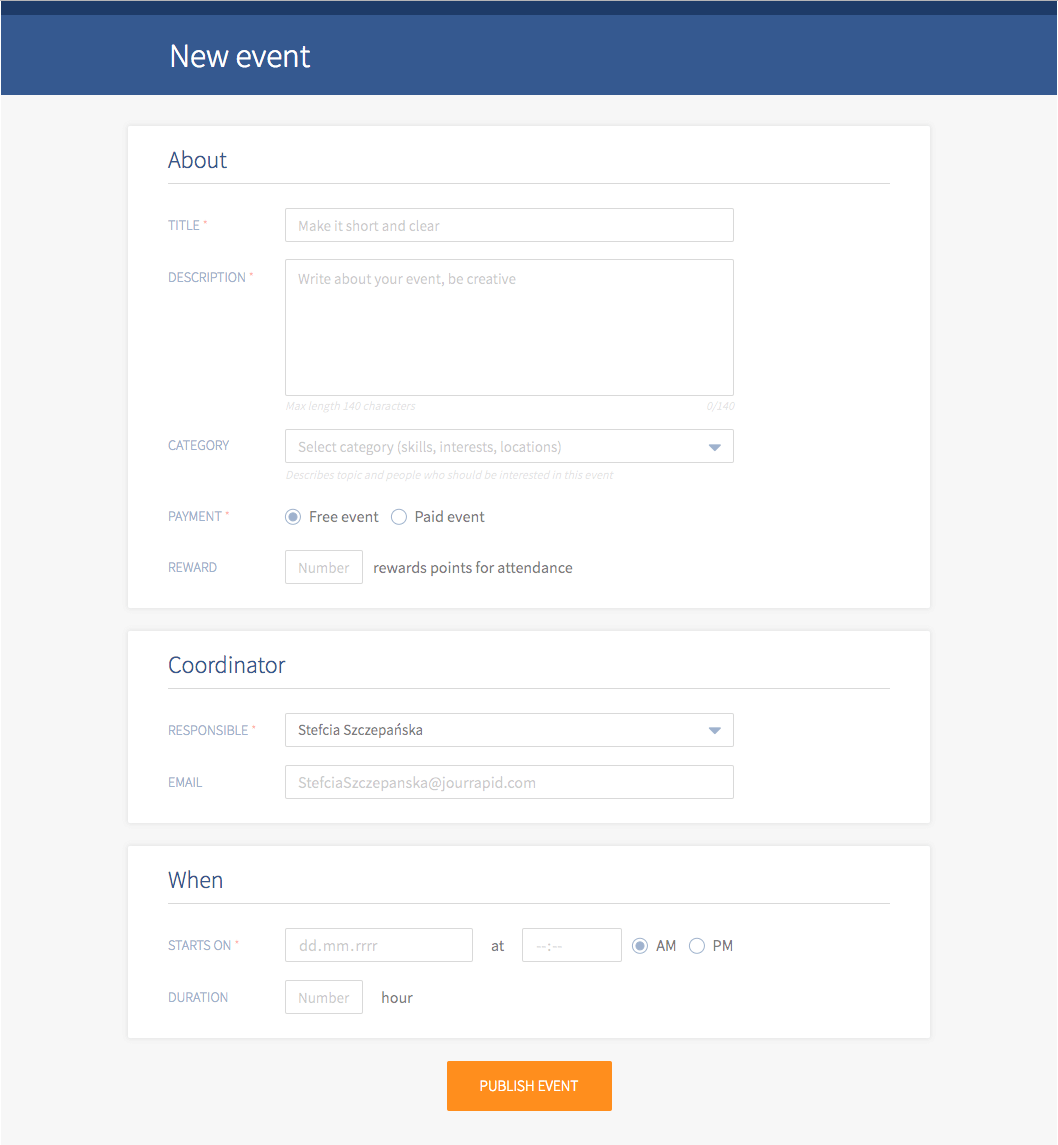 New event
About
TITLE *
Make it short and clear
DESCRIPTION *
Write about your event, be creative
Max length 140 characters 0/140
CATEGORY
Select category (skills, interests, locations)
Describes topic and people who should be interested in this event
PAYMENT *
Free event Paid event
REWARD
Number rewards points for attendance
Coordinator
RESPONSIBLE *
Stefcia Szczepańska
EMAIL
StefciaSzczepanska@jourrapid.com
When
STARTS ON *
dd.mm.rrrr at --:-- AM PM
DURATION
Number hour
PUBLISH EVENT